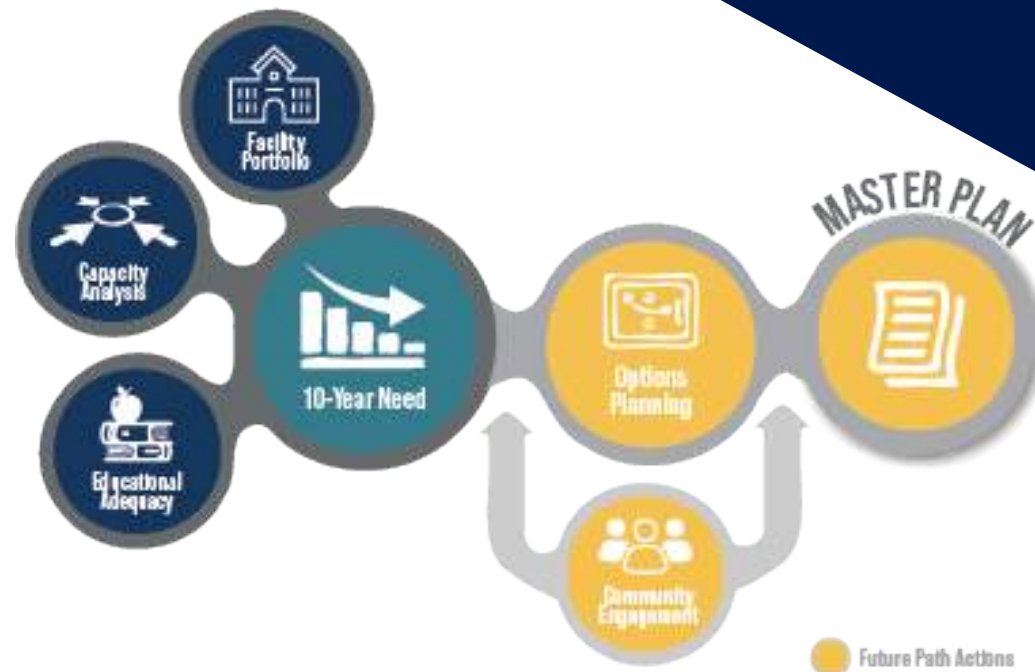 Facility
Portfolio
Capacity
Analysis
Educational
Adequacy
10-Year Need
Options
Planning
Community
Engagement
MASTER PLAN
Future Path Actions